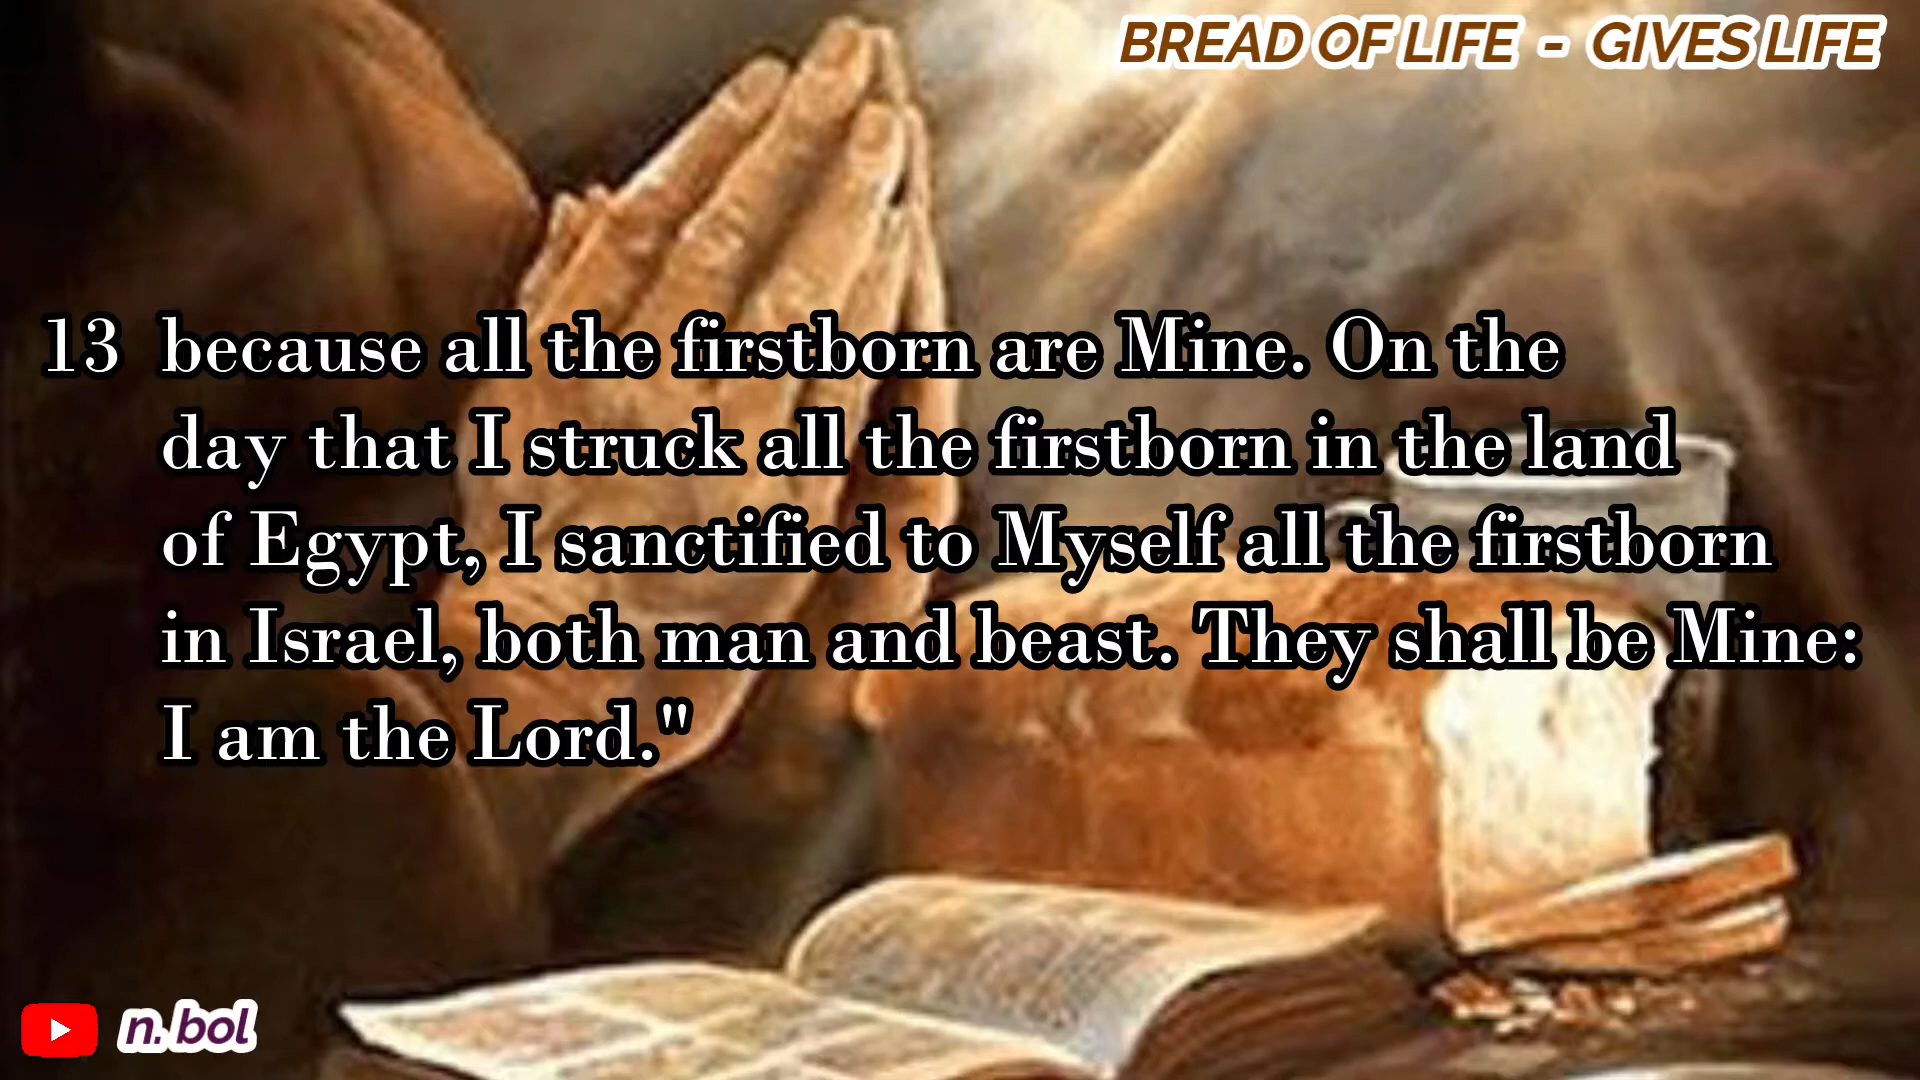 BREAD OF LIFE - GIVES LIFE
13 because all the firstborn are Mine. On the
day that I struck all the firstborn in the land
of Egypt, I sanctified to Myself all the firstborn
in Israel, both man and beast. They shall be Mine:
I am the Lord."
n. bol